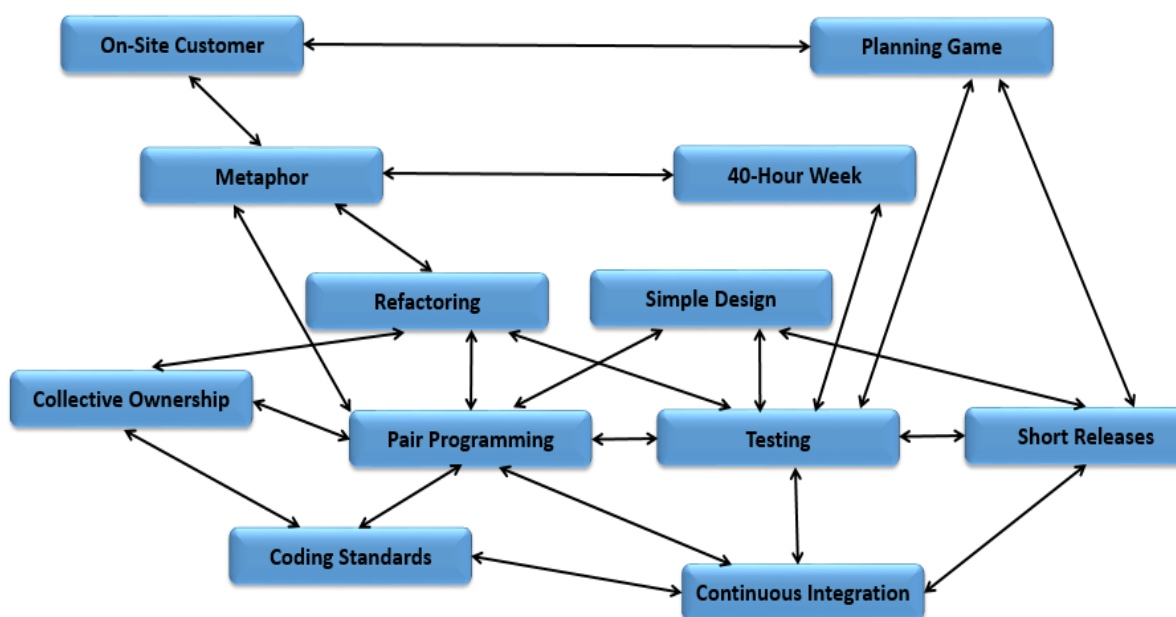 On-Site Customer
Planning Game
Metaphor
40-Hour Week
Refactoring
Simple Design
Collective Ownership
Pair Programming
Testing
Short Releases
Coding Standards
Continuous Integration